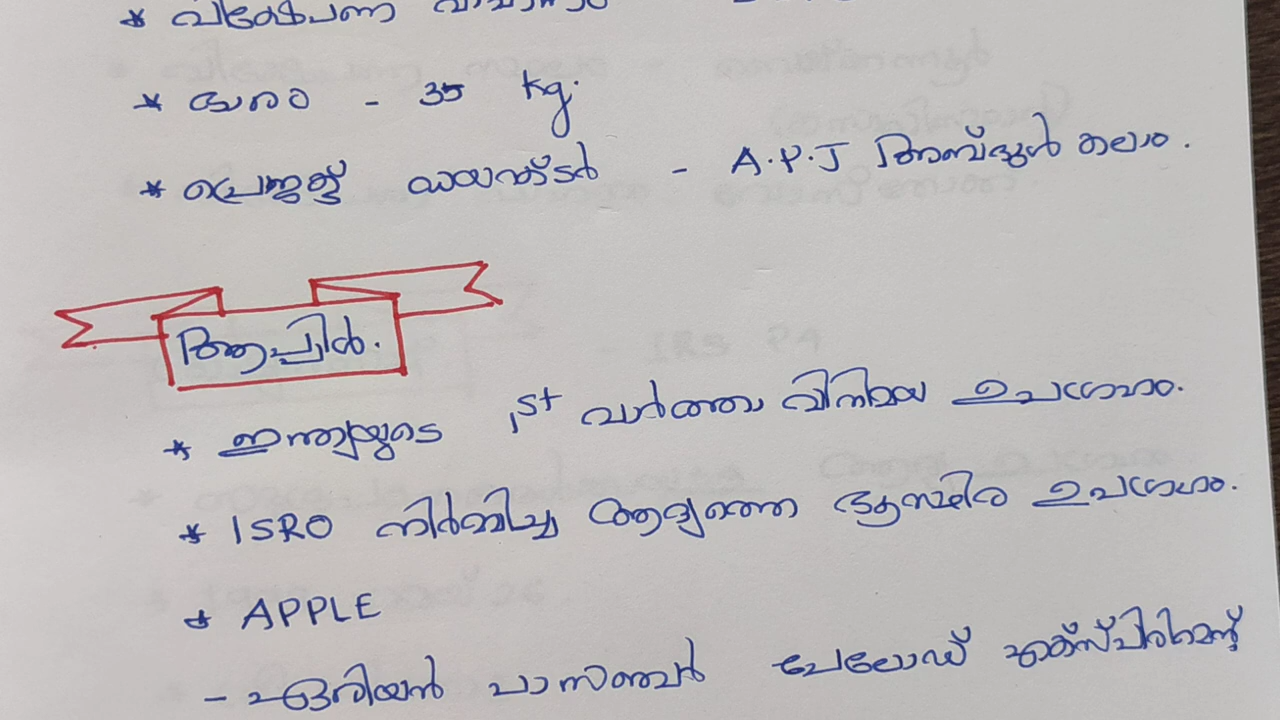 * വിക്ഷേപണ
* ഭാരം - 35 kg.
* പ്രൊജക്ട് ഡയറക്ടർ - A.P.J അബ്ദുൾ കലാം.
ആപ്പിൾ.
* ഇന്ത്യയുടെ 1st വാർത്താ വിനിമയ ഉപഗ്രഹം.
* ISRO നിർമ്മിച്ച ആദ്യത്തെ ഭൂസ്ഥിര ഉപഗ്രഹം.
* APPLE
- ഏരിയൻ പാസഞ്ചർ പേലോഡ് എക്സ്പിരിമെന്റ്